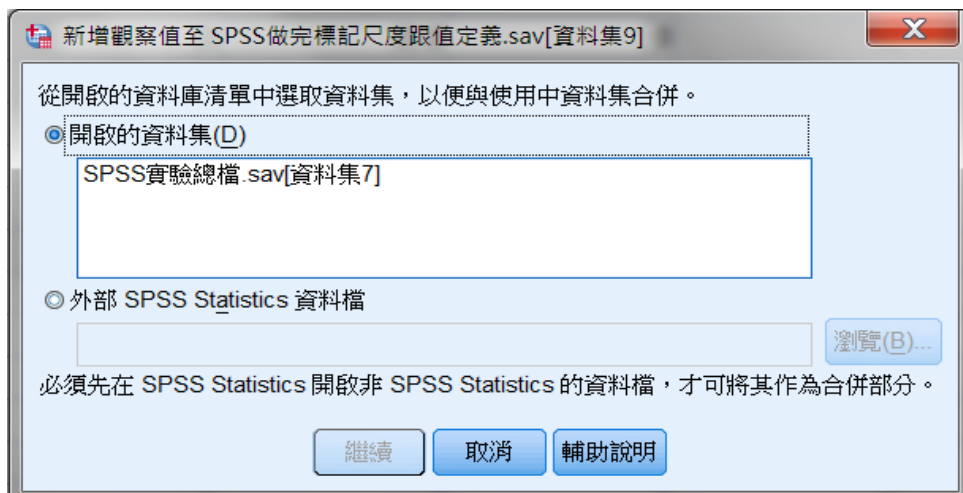 新增觀察值至 SPSS做完標記尺度跟值定義.sav[資料集9]
從開啟的資料庫清單中選取資料集，以便與使用中資料集合併。
開啟的資料集(D)
SPSS實驗總檔.sav[資料集7]
外部 SPSS Statistics 資料檔
瀏覽(B)...
必須先在 SPSS Statistics 開啟非 SPSS Statistics 的資料檔，才可將其作為合併部分。
繼續 取消 輔助說明